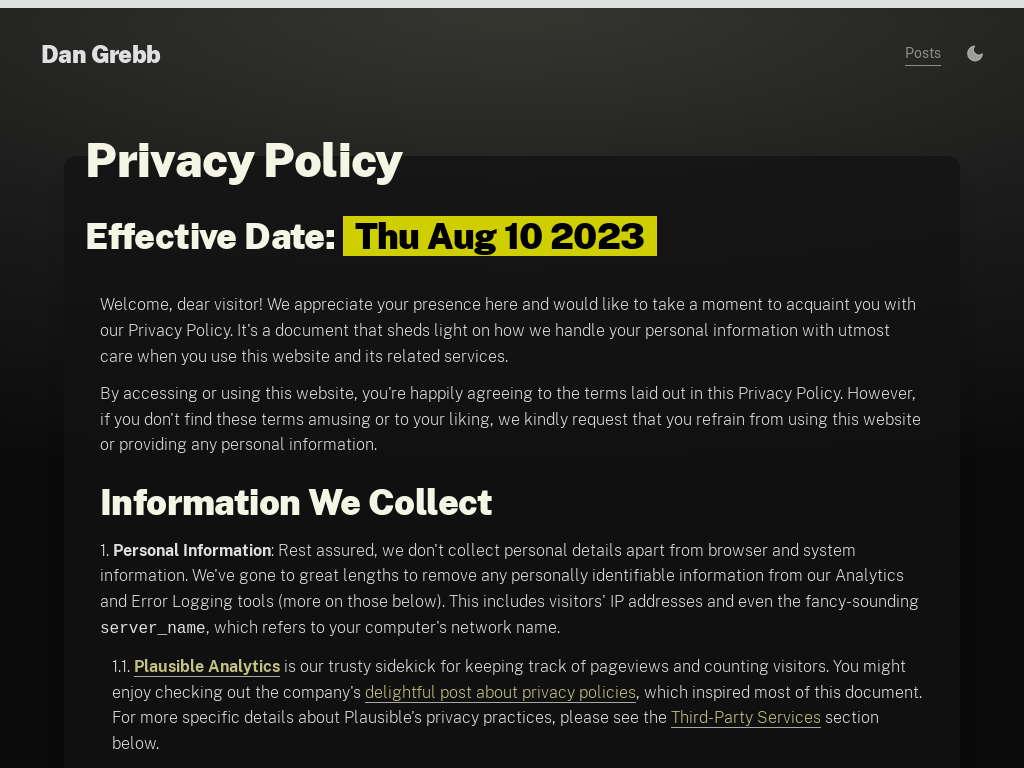 Dan Grebb
Posts
Privacy Policy
Effective Date: Thu Aug 10 2023
Welcome, dear visitor! We appreciate your presence here and would like to take a moment to acquaint you with
our Privacy Policy. It's a document that sheds light on how we handle your personal information with utmost
care when you use this website and its related services.
By accessing or using this website, you're happily agreeing to the terms laid out in this Privacy Policy. However,
if you don't find these terms amusing or to your liking, we kindly request that you refrain from using this website
or providing any personal information.
Information We Collect
1. Personal Information: Rest assured, we don't collect personal details apart from browser and system
information. We've gone to great lengths to remove any personally identifiable information from our Analytics
and Error Logging tools (more on those below). This includes visitors' IP addresses and even the fancy-sounding
server_name, which refers to your computer's network name.
1.1. Plausible Analytics is our trusty sidekick for keeping track of pageviews and counting visitors. You might
enjoy checking out the company's delightful post about privacy policies, which inspired most of this document.
For more specific details about Plausible's privacy practices, please see the Third-Party Services section
below.